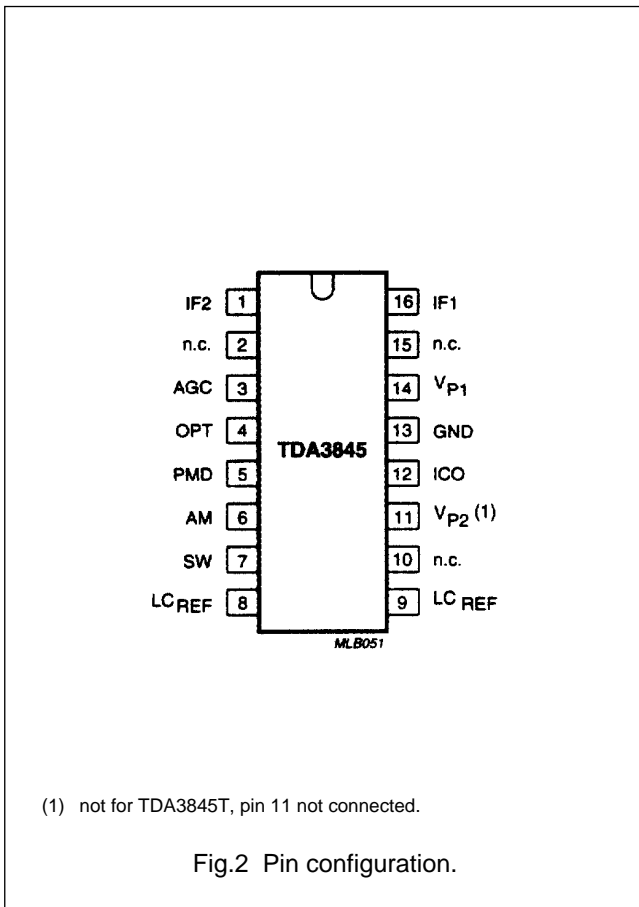 IF2 1 16 IF1
n.c. 2 15 n.c.
AGC 3 14 VP1
OPT 4 13 GND
TDA3845
PMD 5 12 ICO
AM 6 11 VP2 (1)
SW 7 10 n.c.
LCREF 8 9 LC REF
MLB051
(1) not for TDA3845T, pin 11 not connected.
Fig.2 Pin configuration.